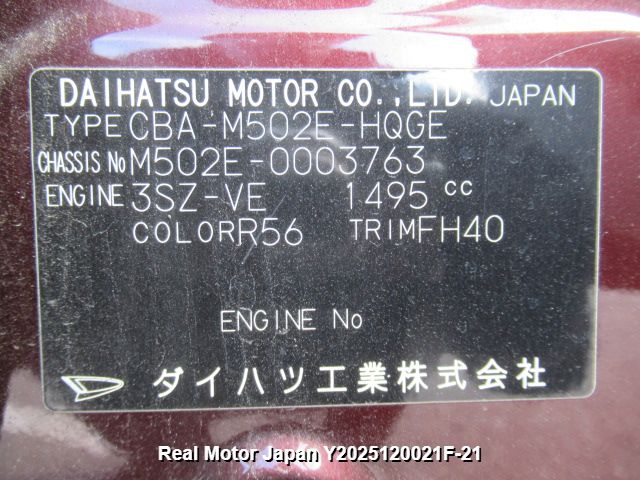 DAIHATSU MOTOR CO.,LTD. JAPAN
TYPE CBA-M502E-HQGE
CHASSIS No M502E-0003763
ENGINE 3SZ-VE 1495 cc
COLOR R56 TRIM FH40
ENGINE No
ダイハツ工業株式会社
Real Motor Japan Y2025120021F-21